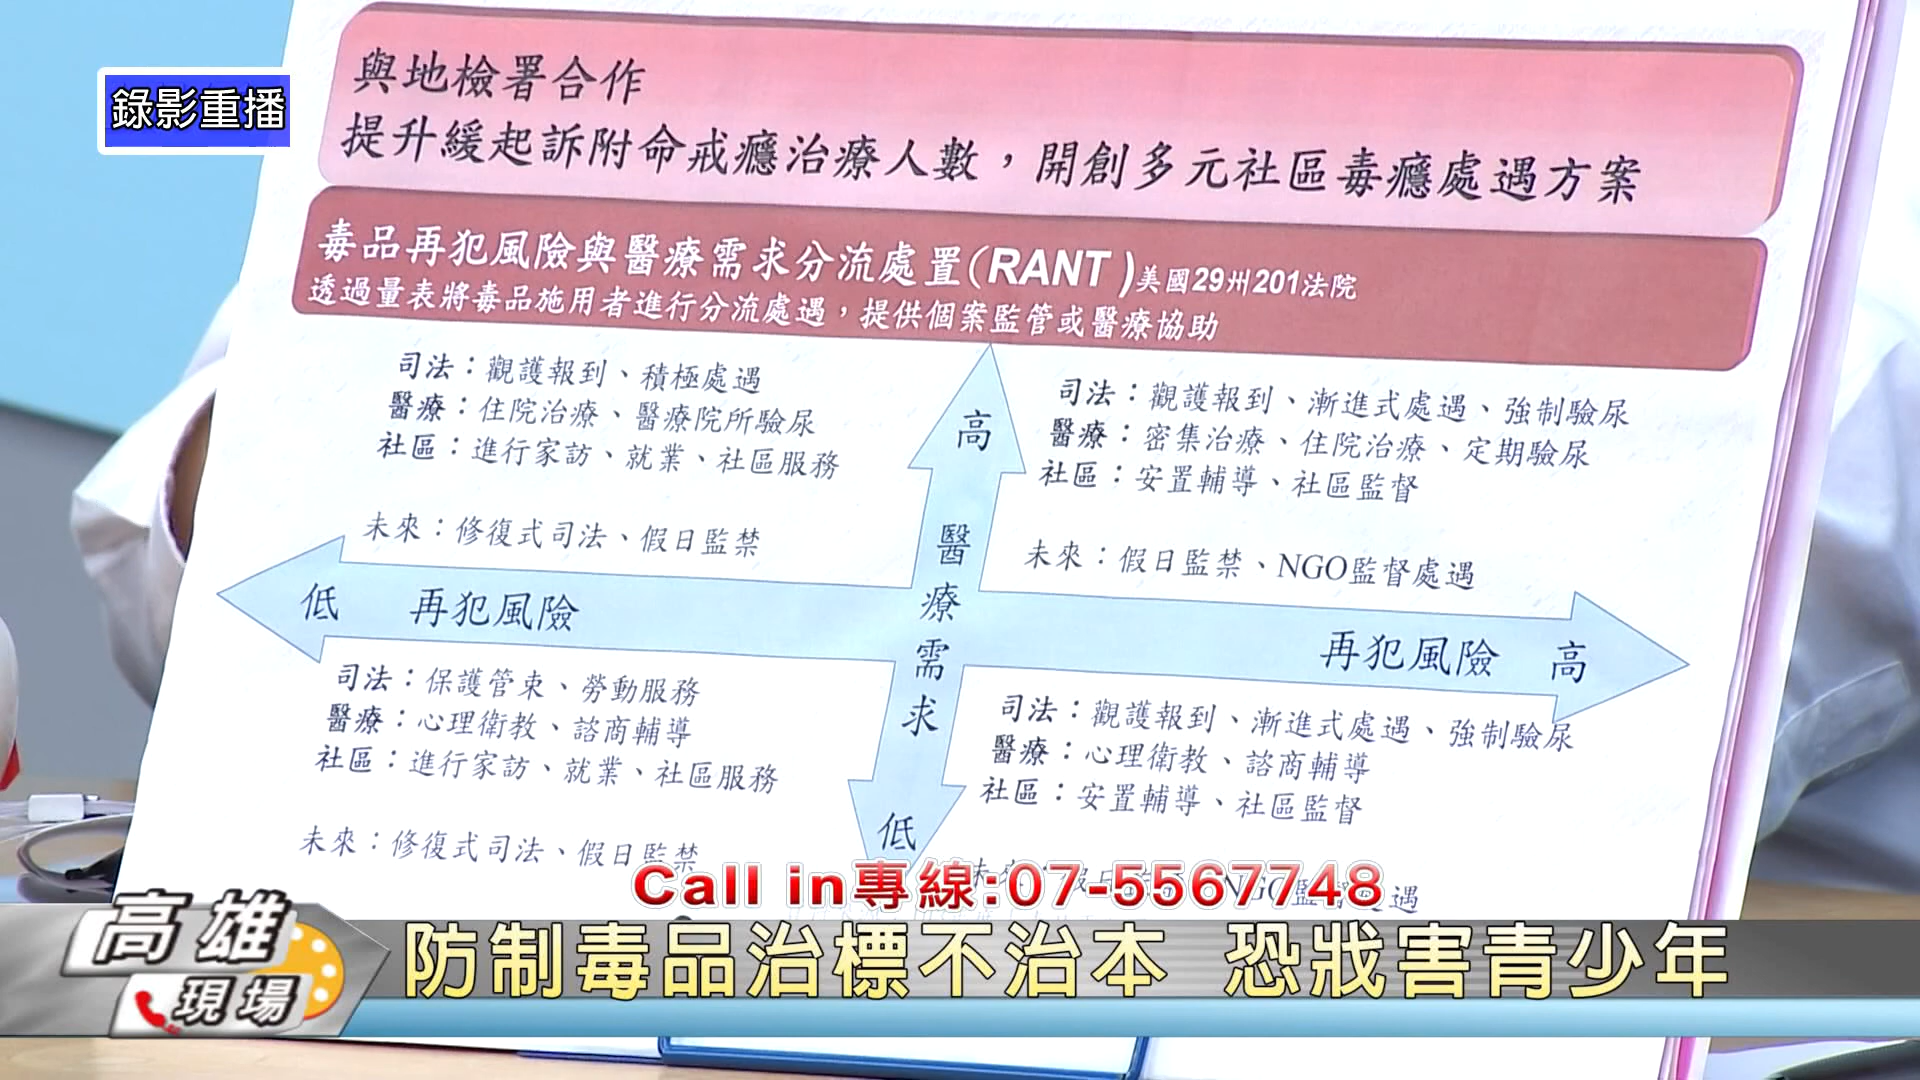 錄影重播
與地檢署合作
提升緩起訴附命戒癮治療人數，開創多元社區毒癮處遇方案
毒品再犯風險與醫療需求分流處置(RANT )美國29州201法院
透過量表將毒品施用者進行分流處遇，提供個案監管或醫療協助
司法：觀護報到、積極處遇
醫療：住院治療、醫療院所驗尿
社區：進行家訪、就業、社區服務
未來：修復式司法、假日監禁
司法：觀護報到、漸進式處遇、強制驗尿
醫療：密集治療、住院治療、定期驗尿
社區：安置輔導、社區監督
未來：假日監禁、NGO監督處遇
高
醫療需求
低
低 再犯風險
再犯風險 高
司法：保護管束、勞動服務
醫療：心理衛教、諮商輔導
社區：進行家訪、就業、社區服務
未來：修復式司法、假日監禁
司法：觀護報到、漸進式處遇、強制驗尿
醫療：心理衛教、諮商輔導
社區：安置輔導、社區監督
Call in專線:07-5567748
高雄
現場
防制毒品治標不治本 恐戕害青少年